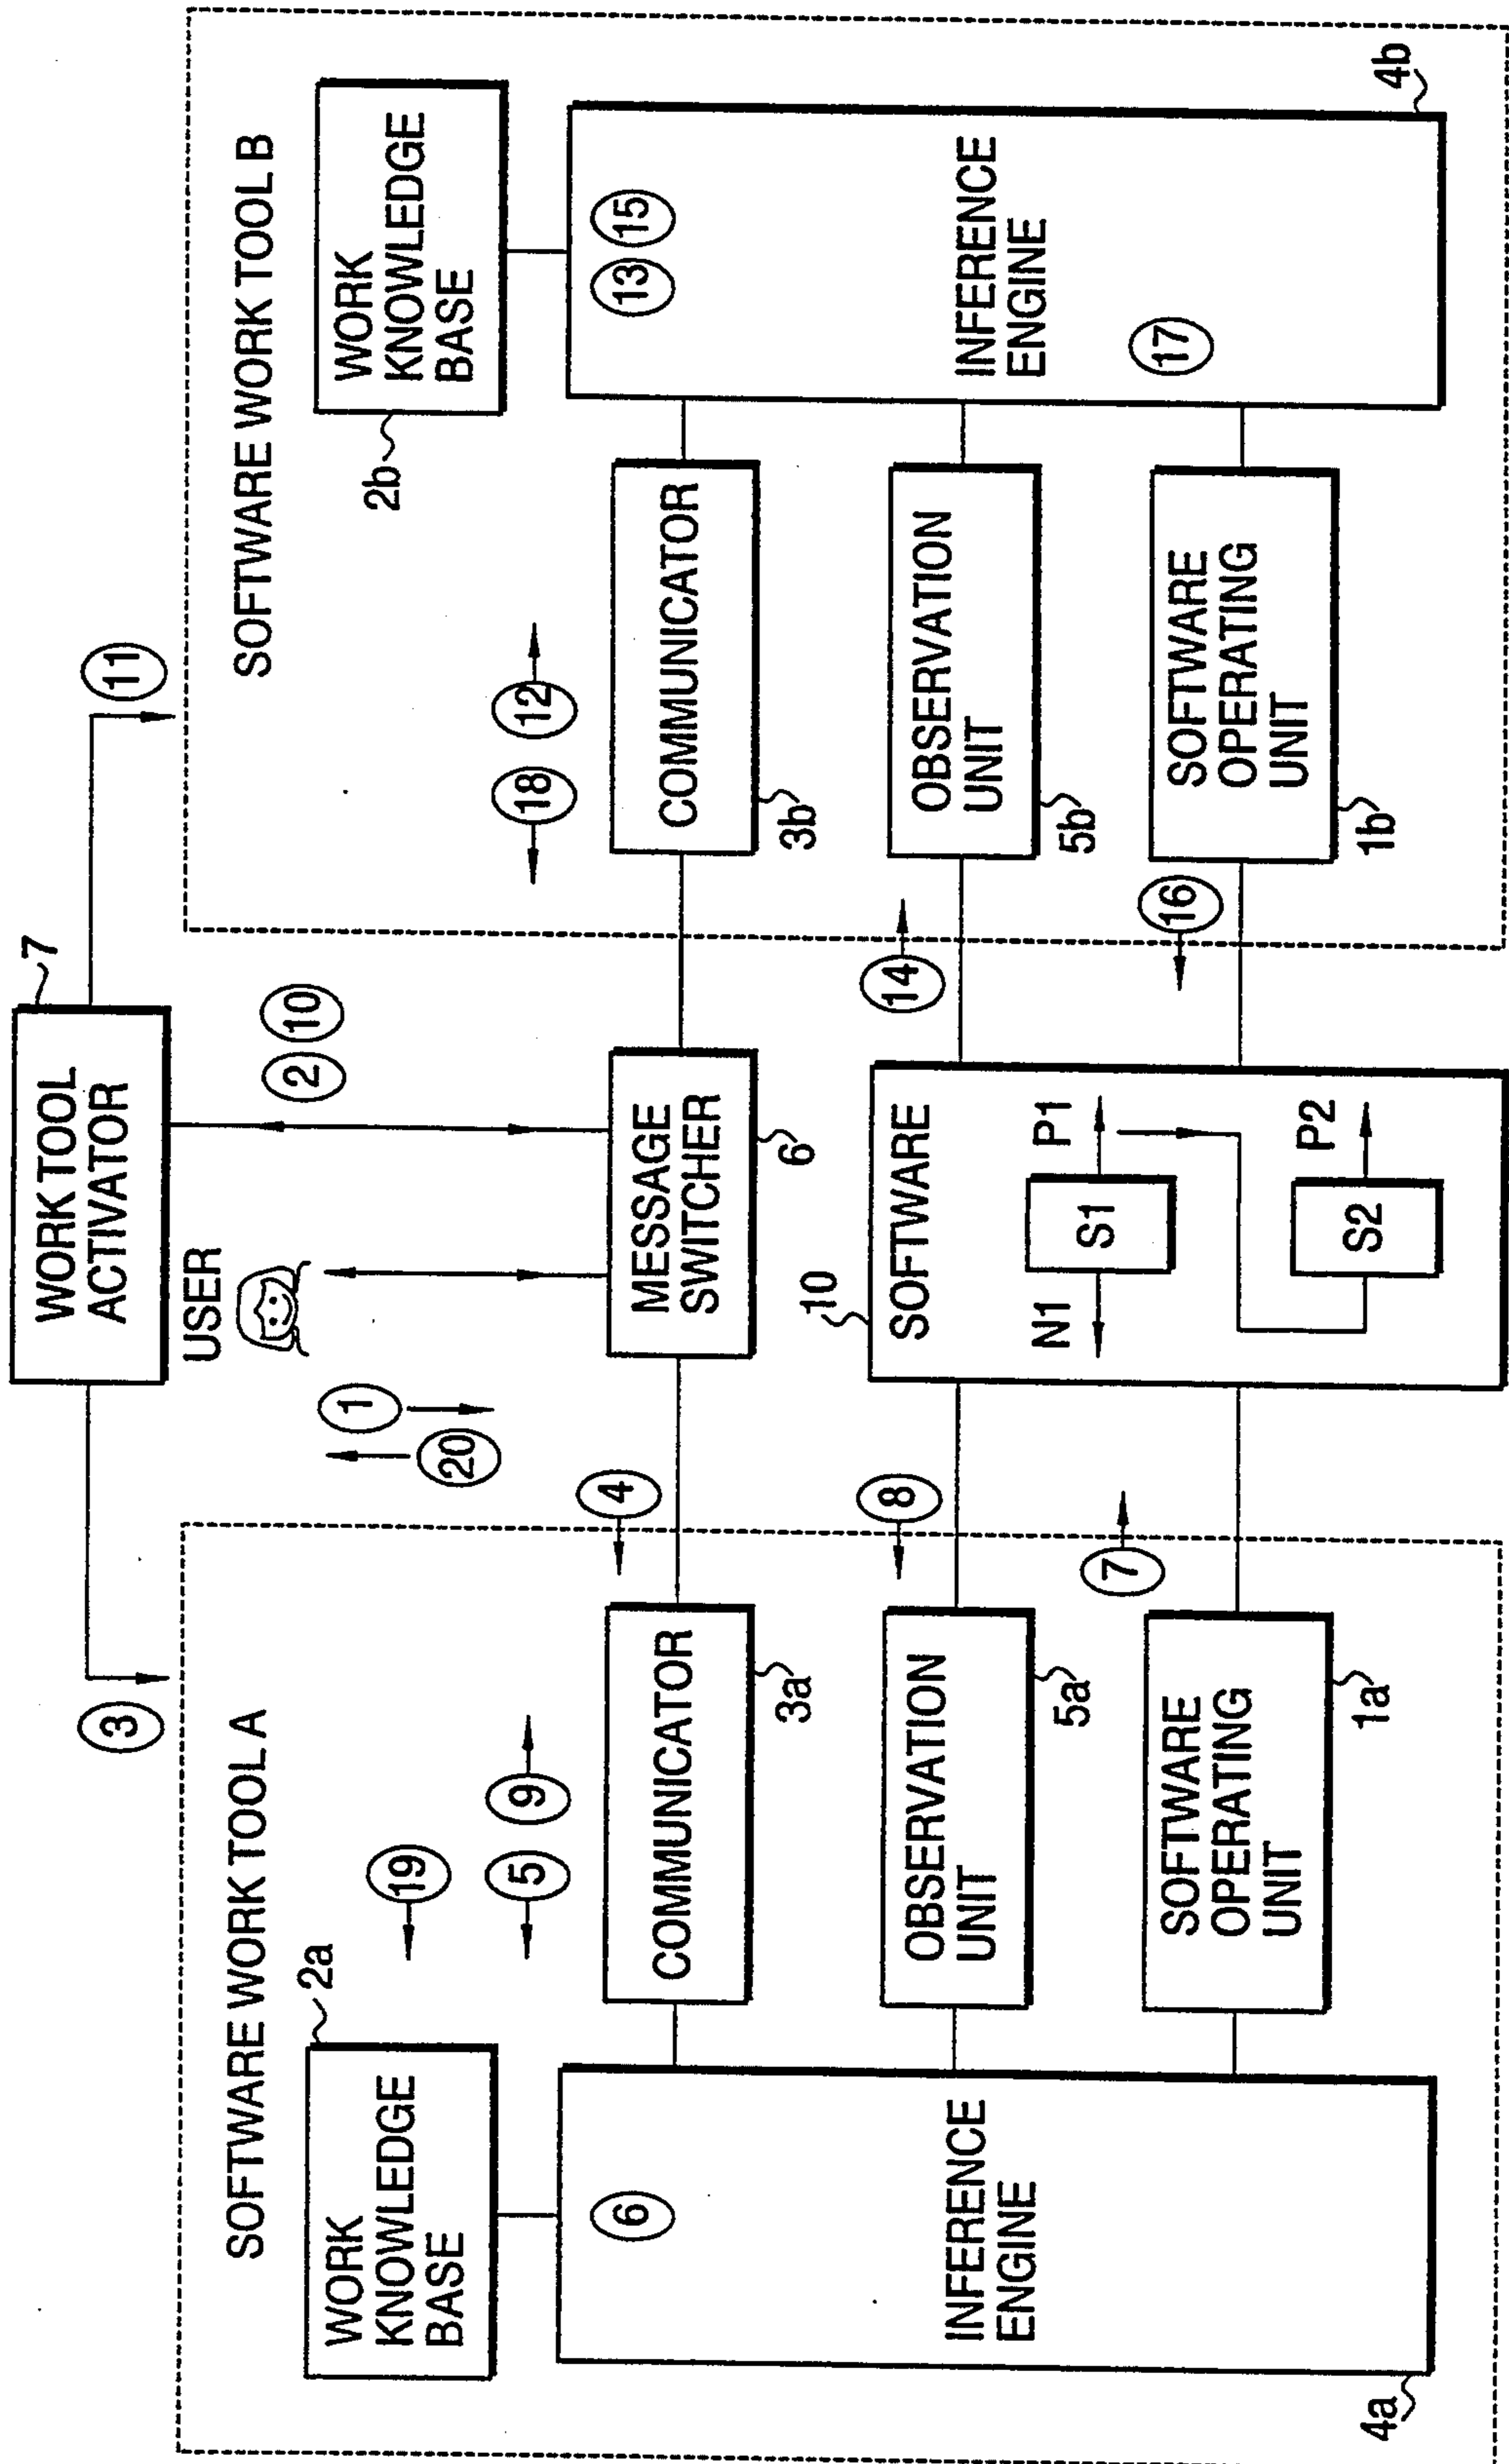 WORK TOOL
ACTIVATOR
7
3
11
USER
1
20
2
10
SOFTWARE WORK TOOL A
WORK
KNOWLEDGE
BASE
2a
19
5
9
4
6
INFERENCE
ENGINE
4a
COMMUNICATOR
3a
8
OBSERVATION
UNIT
5a
7
SOFTWARE
OPERATING
UNIT
1a
MESSAGE
SWITCHER
6
10
SOFTWARE
N1
S1
P1
S2
P2
SOFTWARE WORK TOOL B
WORK
KNOWLEDGE
BASE
2b
18
12
COMMUNICATOR
3b
14
OBSERVATION
UNIT
5b
16
SOFTWARE
OPERATING
UNIT
1b
13
15
INFERENCE
ENGINE
17
4b